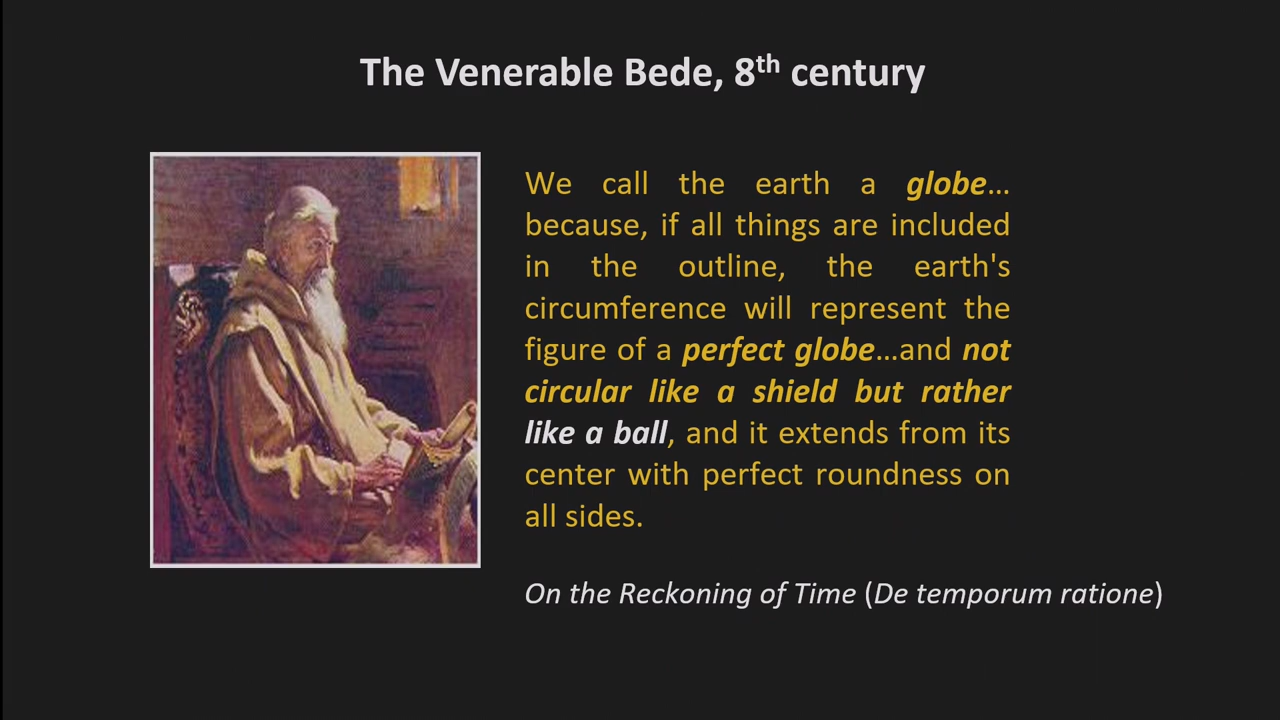 The Venerable Bede, 8th century
We call the earth a globe…
because, if all things are included
in the outline, the earth's
circumference will represent the
figure of a perfect globe…and not
circular like a shield but rather
like a ball, and it extends from its
center with perfect roundness on
all sides.
On the Reckoning of Time (De temporum ratione)